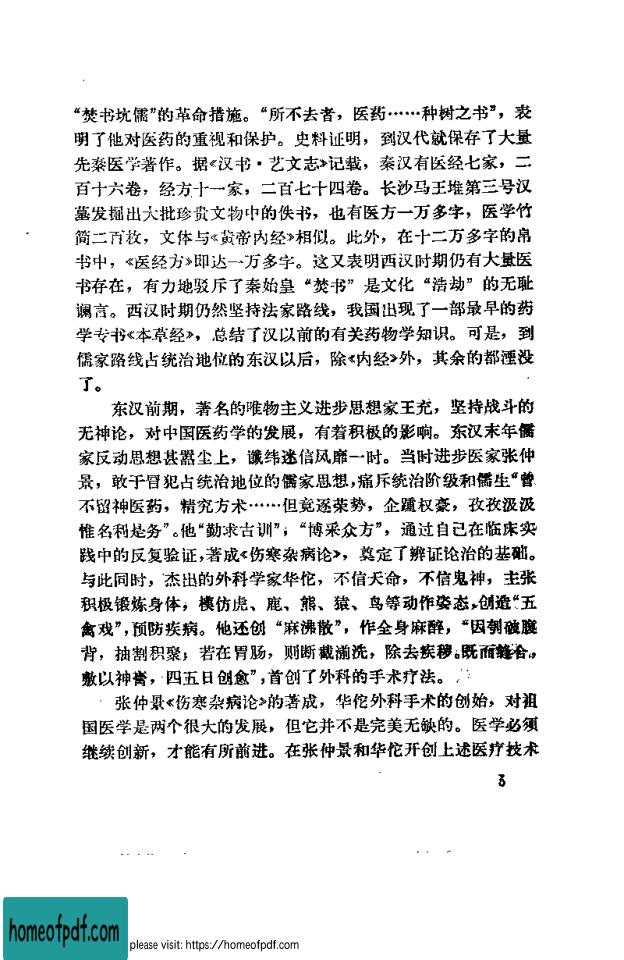 “焚书坑儒”的革命措施。“所不去者，医药……种树之书”，表
明了他对医药的重视和保护。史料证明，到汉代就保存了大量
先秦医学著作。据《汉书·艺文志》记载，秦汉有医经七家，二
百十六卷，经方十一家，二百七十四卷。长沙马王堆第三号汉
墓发掘出大批珍贵文物中的佚书，也有医方一万多字，医学竹
简二百枚，文体与《黄帝内经》相似。此外，在十二万多字的帛
书中，《医经方》即达一万多字。这又表明西汉时期仍有大量医
书存在，有力地驳斥了秦始皇“焚书”是文化“浩劫”的无耻
谰言。西汉时期仍然坚持法家路线，我国出现了一部最早的药
学专书《本草经》，总结了汉以前的有关药物学知识。可是，到
儒家路线占统治地位的东汉以后，除《内经》外，其余的都湮没
了。
东汉前期，著名的唯物主义进步思想家王充，坚持战斗的
无神论，对中国医药学的发展，有着积极的影响。东汉末年儒
家反动思想甚嚣尘上，谶纬迷信风靡一时。当时进步医家张仲
景，敢于冒犯占统治地位的儒家思想，痛斥统治阶级和儒生“曾
不留神医药，精究方术……但竟逐荣势，企踵权豪，孜孜汲汲
惟名利是务”。他“勤求古训”，“博采众方”，通过自己在临床实
践中的反复验证，著成《伤寒杂病论》，奠定了辨证论治的基础。
与此同时，杰出的外科学家华佗，不信天命，不信鬼神，主张
积极锻炼身体，模仿虎、鹿、熊、猿、鸟等动作姿态，创造“五
禽戏”，预防疾病。他还创“麻沸散”，作全身麻醉，“因刳破腹
背，抽割积聚；若在胃肠，则断截湔洗，除去疾秽，既而缝合，
敷以神膏，四五日创愈”，首创了外科的手术疗法。
张仲景《伤寒杂病论》的著成，华佗外科手术的创始，对祖
国医学是两个很大的发展，但它并不是完美无缺的。医学必须
继续创新，才能有所前进。在张仲景和华佗开创上述医疗技术
3
homeofpdf.com
please visit: https://homeofpdf.com